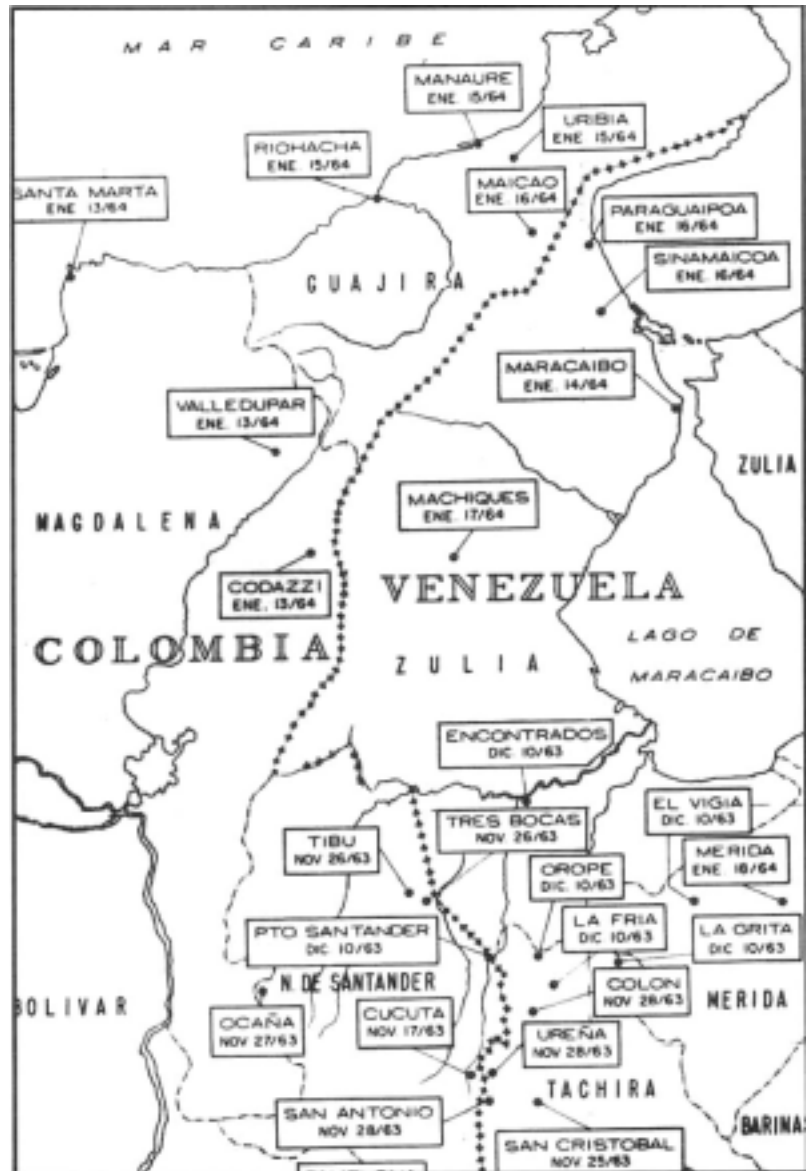 MAR CARIBE
MANAURE
ENE. 15/64
URIBIA
ENE 15/64
RIOHACHA
ENE. 15/64
MAICAO
ENE. 16/64
SANTA MARTA
ENE 13/64
PARAGUAIPOA
ENE 16/64
SINAMAICOA
ENE. 16/64
GUAJIRA
MARACAIBO
ENE. 14/64
VALLEDUPAR
ENE. 13/64
ZULIA
MACHIQUES
ENE. 17/64
MAGDALENA
CODAZZI
ENE. 13/64
VENEZUELA
COLOMBIA
ZULIA
LAGO DE
MARACAIBO
ENCONTRADOS
DIC. 10/63
EL VIGIA
DIC. 10/63
TRES BOCAS
NOV. 26/63
TIBU
NOV 26/63
MERIDA
ENE. 18/64
OROPE
DIC. 10/63
LA FRIA
DIC 10/63
LA GRITA
DIC 10/63
PTO SANTANDER
DIC. 10/63
N. DE SANTANDER
COLON
NOV 28/63
MERIDA
BOLIVAR
OCAÑA
NOV 27/63
CUCUTA
NOV 17/63
UREÑA
NOV 28/63
TACHIRA
SAN ANTONIO
NOV 28/63
BARINAS
SAN CRISTOBAL
NOV 25/63